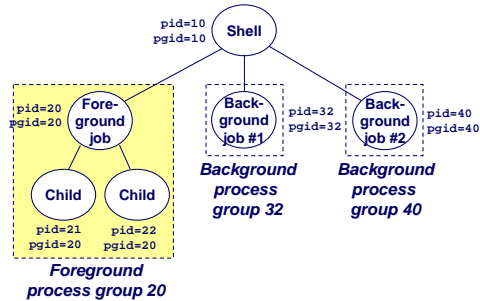 pid=10
pgid=10
Shell
pid=20
pgid=20
Fore-
ground
job
Back-
ground
job #1
pid=32
pgid=32
Back-
ground
job #2
pid=40
pgid=40
Background
process
group 32
Background
process
group 40
Child
Child
pid=21
pgid=20
pid=22
pgid=20
Foreground
process group 20